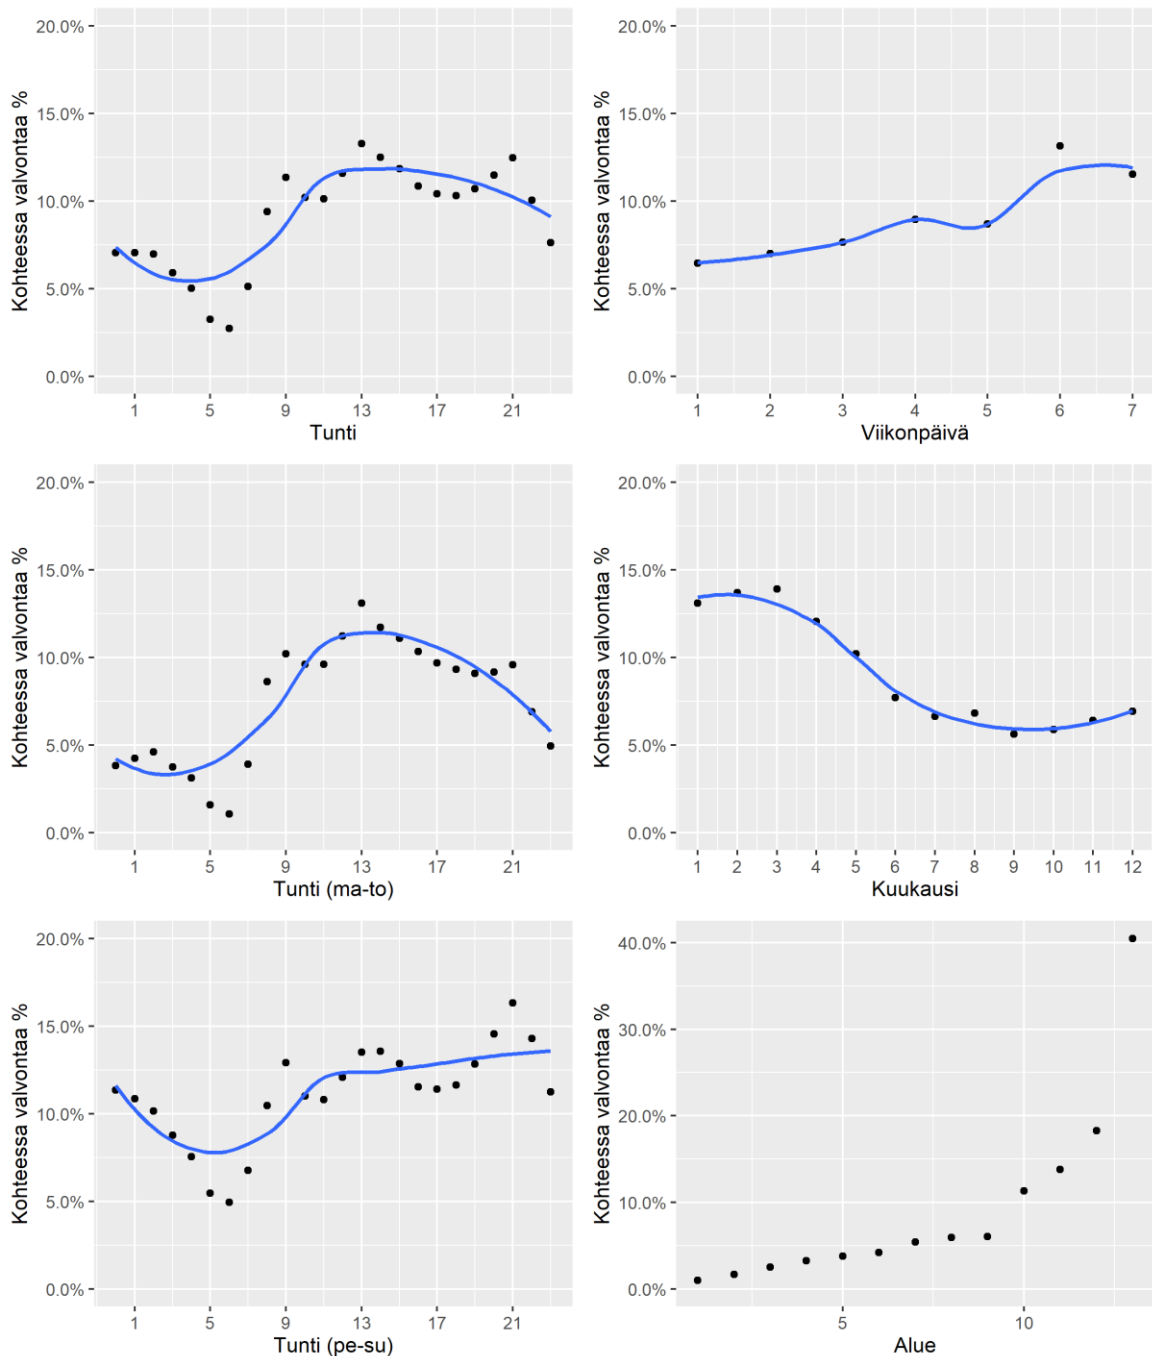 Kohteessa valvontaa %
20.0%
15.0%
10.0%
5.0%
0.0%
1 5 9 13 17 21
Tunti
Kohteessa valvontaa %
20.0%
15.0%
10.0%
5.0%
0.0%
1 2 3 4 5 6 7
Viikonpäivä
Kohteessa valvontaa %
20.0%
15.0%
10.0%
5.0%
0.0%
1 5 9 13 17 21
Tunti (ma-to)
Kohteessa valvontaa %
20.0%
15.0%
10.0%
5.0%
0.0%
1 2 3 4 5 6 7 8 9 10 11 12
Kuukausi
Kohteessa valvontaa %
20.0%
15.0%
10.0%
5.0%
0.0%
1 5 9 13 17 21
Tunti (pe-su)
Kohteessa valvontaa %
40.0%
30.0%
20.0%
10.0%
0.0%
5 10
Alue